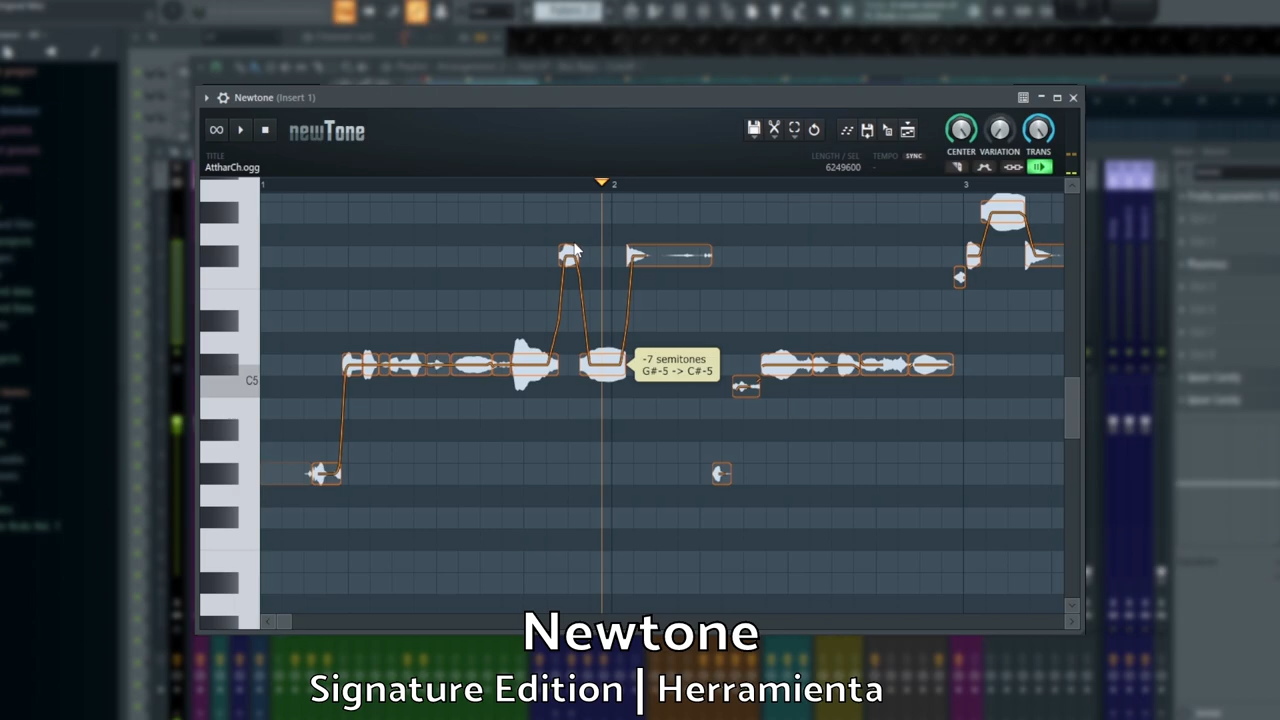 Newtone (Insert 1)
newTone
CENTER VARIATION TRANS
TITLE
LENGTH / SEL TEMPO SYNC
AttharCh.ogg
6249600 -
1 2 3
-7 semitones
G#-5 -> C#-5
C5
Newtone
Signature Edition | Herramienta